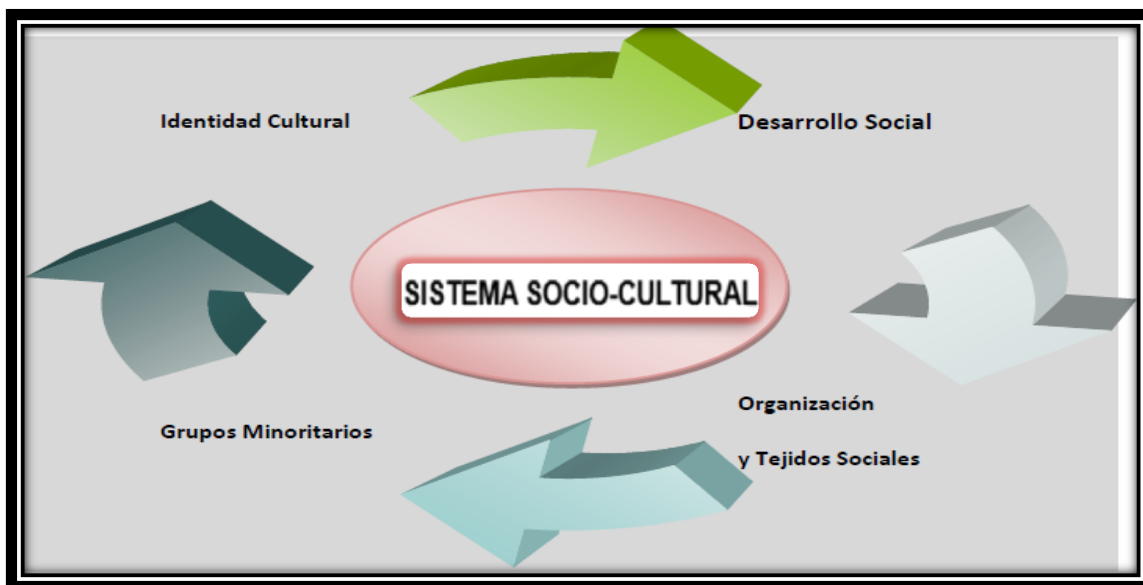 Identidad Cultural
Desarrollo Social
SISTEMA SOCIO-CULTURAL
Organización
y Tejidos Sociales
Grupos Minoritarios